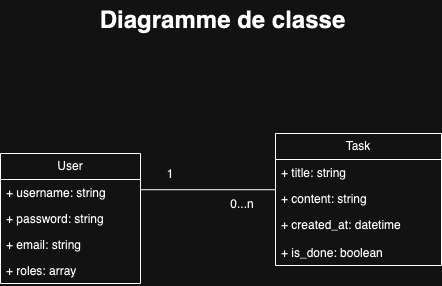 Diagramme de classe
User
+ username: string
+ password: string
+ email: string
+ roles: array
1
0...n
Task
+ title: string
+ content: string
+ created_at: datetime
+ is_done: boolean